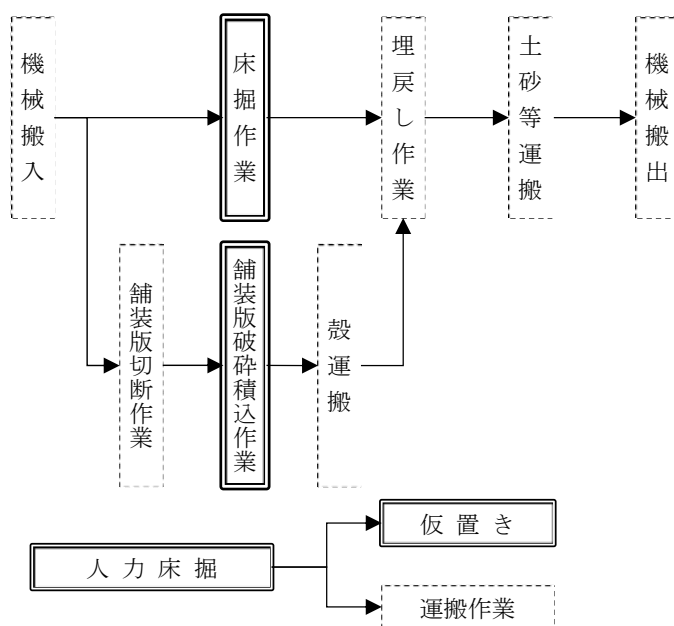 機械搬入
床掘作業
埋戻し作業
土砂等運搬
機械搬出
舗装版切断作業
舗装版破砕積込作業
殻運搬
人力床掘
仮置き
運搬作業